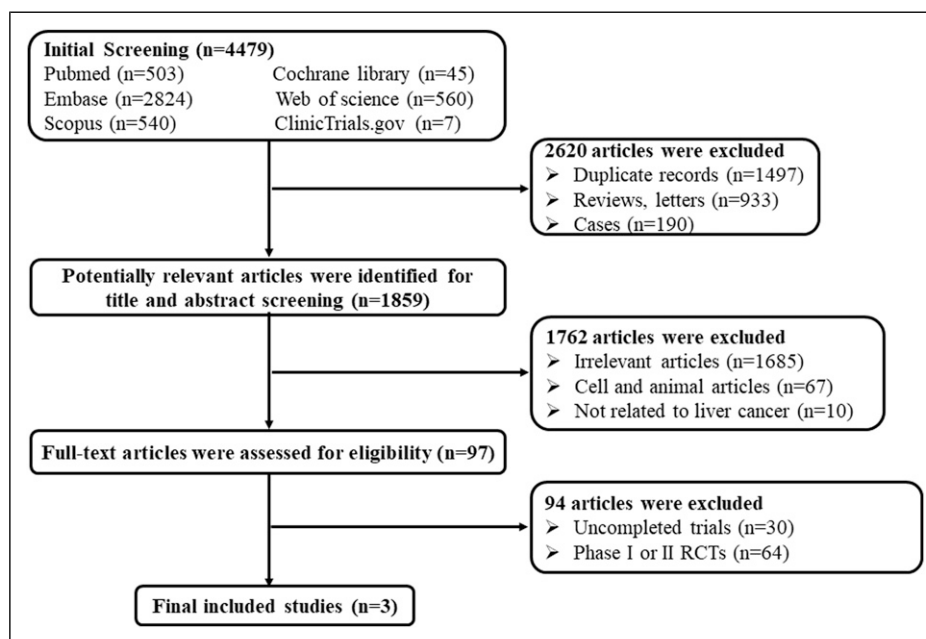 Initial Screening (n=4479)
Pubmed (n=503) Cochrane library (n=45)
Embase (n=2824) Web of science (n=560)
Scopus (n=540) ClinicTrials.gov (n=7)
2620 articles were excluded
➢ Duplicate records (n=1497)
➢ Reviews, letters (n=933)
➢ Cases (n=190)
Potentially relevant articles were identified for
title and abstract screening (n=1859)
1762 articles were excluded
➢ Irrelevant articles (n=1685)
➢ Cell and animal articles (n=67)
➢ Not related to liver cancer (n=10)
Full-text articles were assessed for eligibility (n=97)
94 articles were excluded
➢ Uncompleted trials (n=30)
➢ Phase I or II RCTs (n=64)
Final included studies (n=3)